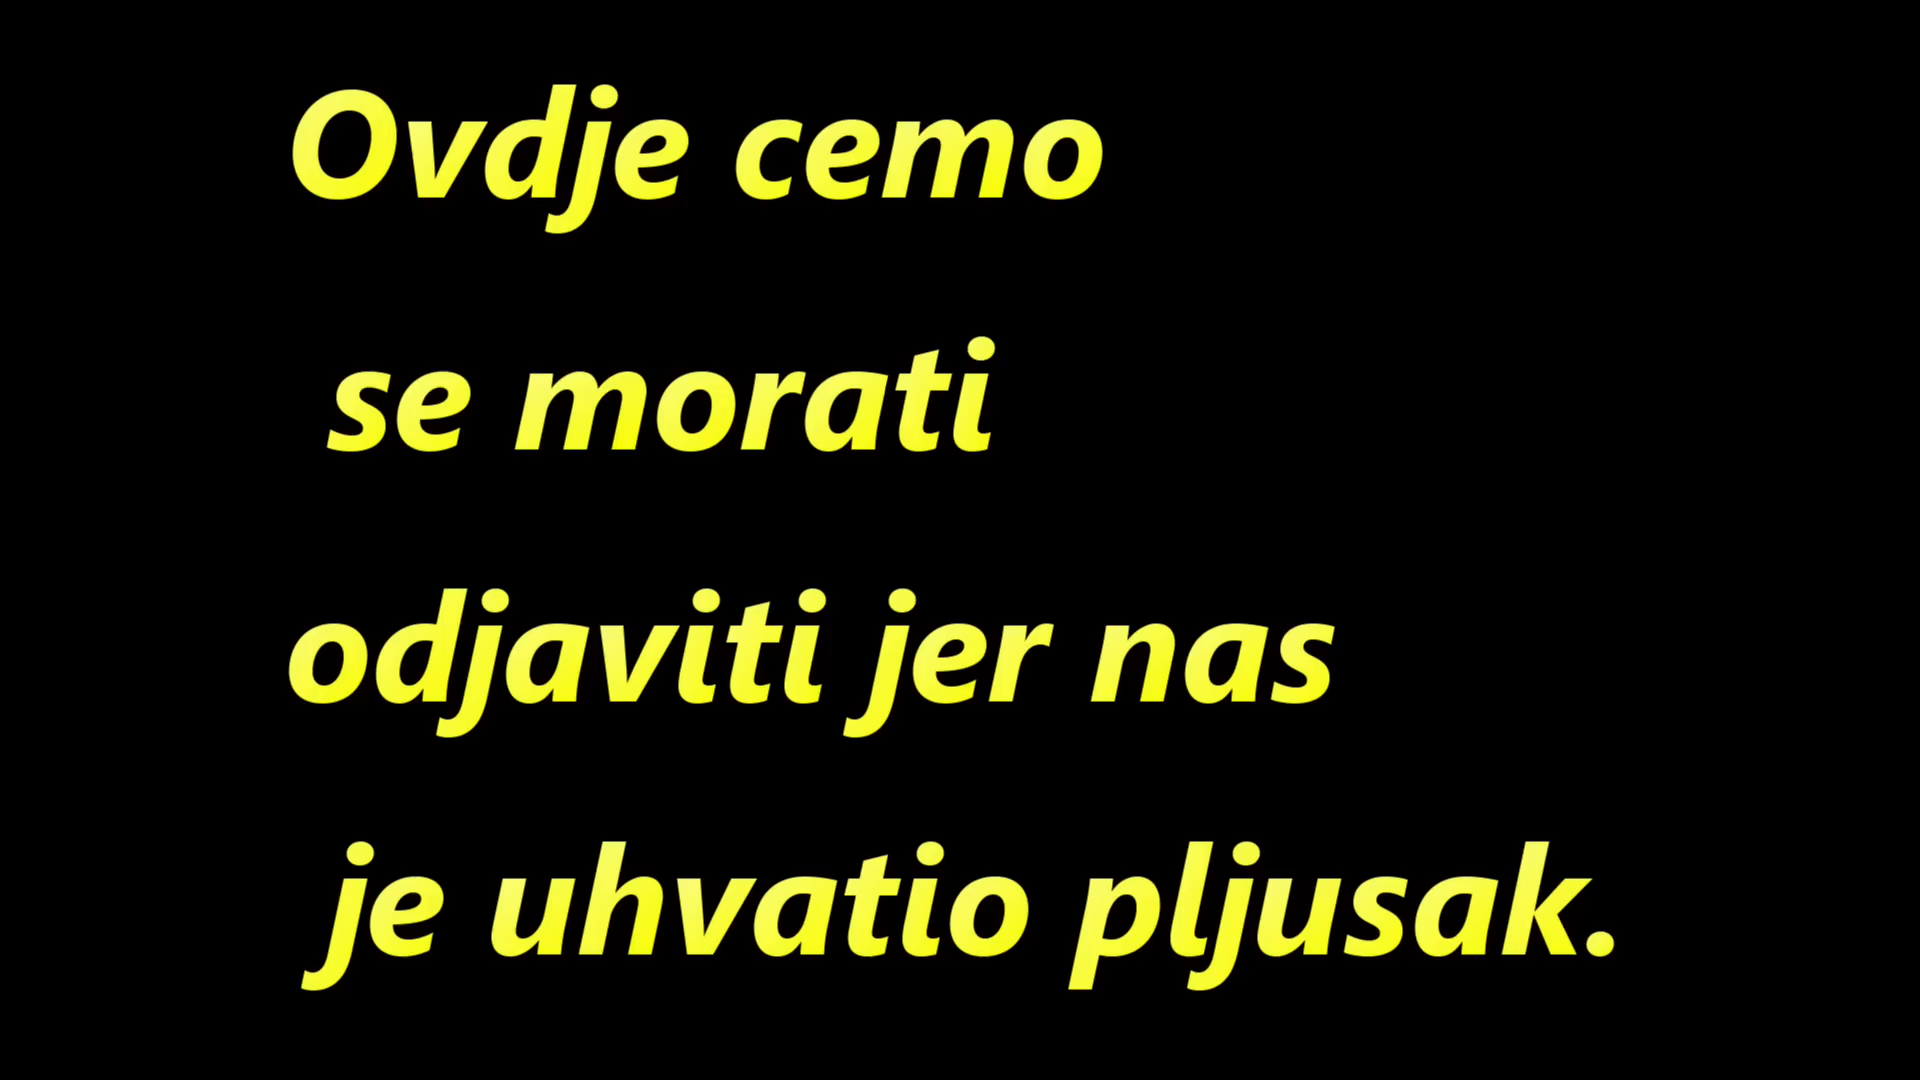 Ovdje cemo
se morati
odjaviti jer nas
je uhvatio pljusak.